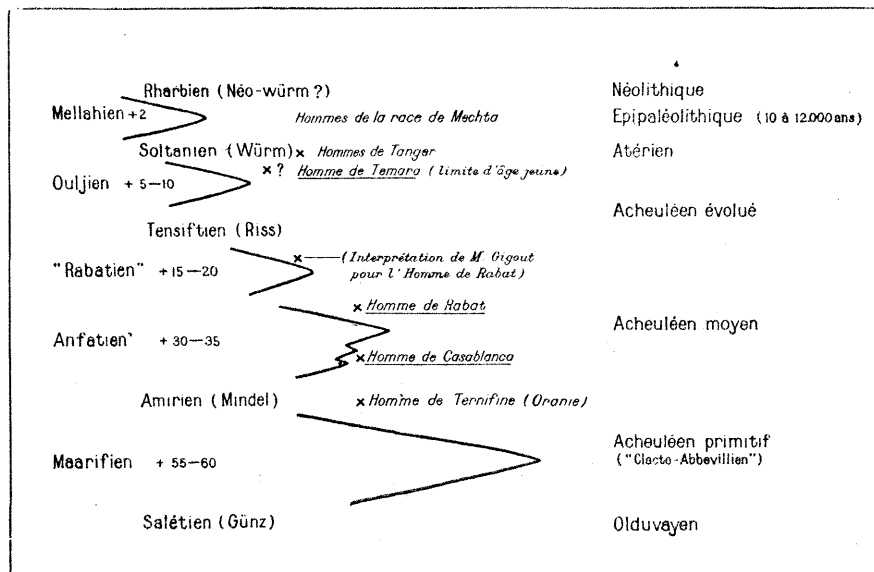 Rharbien (Néo-würm ?) Néolithique
Mellahien +2 Hommes de la race de Mechta Epipaléolithique (10 à 12.000 ans)
Soltanien (Würm) × Hommes de Tanger Atérien
× ? Homme de Temara (limite d'âge jeune)
Ouljien + 5—10
Acheuléen évolué
Tensiftien (Riss)
×—(Interprétation de M. Gigout
"Rabatien" + 15—20 pour l'Homme de Rabat)
× Homme de Rabat
Acheuléen moyen
Anfatien' + 30—35
× Homme de Casablanca
Amirien (Mindel) × Homme de Ternifine (Oranie)
Acheuléen primitif
Maarifien + 55—60 ("Clacto-Abbevillien")
Salétien (Günz) Olduvayen